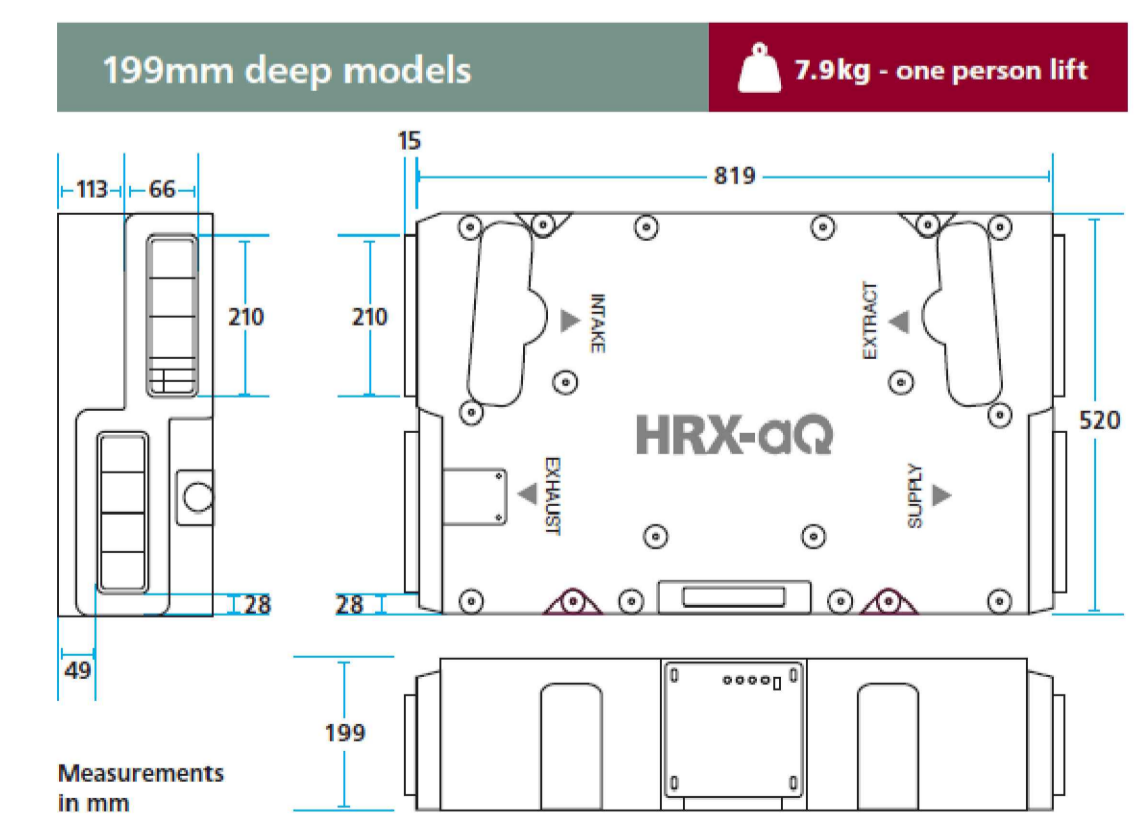 199mm deep models
7.9kg - one person lift
15
113
66
819
210
210
INTAKE
EXTRACT
520
HRX-aQ
EXHAUST
SUPPLY
28
28
49
199
Measurements
in mm